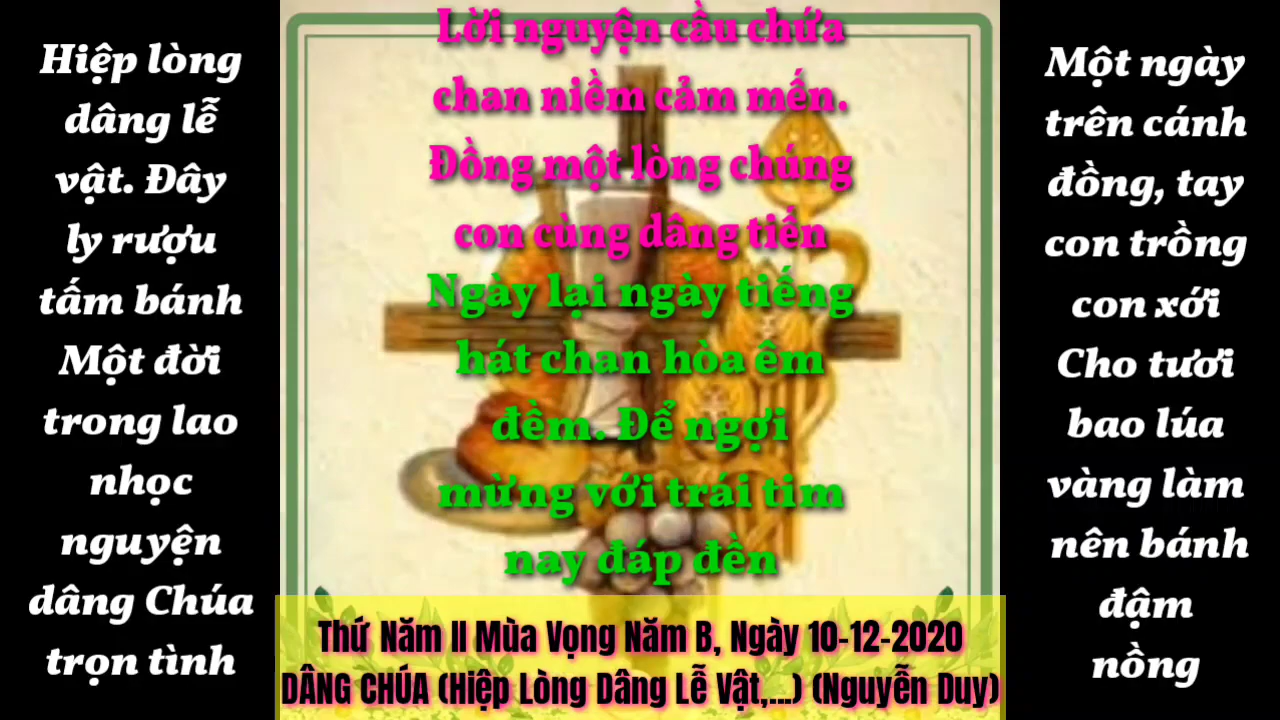 Hiệp lòng
dâng lễ
vật. Đây
ly rượu
tấm bánh
Một đời
trong lao
nhọc
nguyện
dâng Chúa
trọn tình
Lời nguyện cầu chứa
chan niềm cảm mến.
Đồng một lòng chúng
con cùng dâng tiến
Ngày lại ngày tiếng
hát chan hòa êm
đềm. Để ngợi
mừng với trái tim
nay đáp đền
Một ngày
trên cánh
đồng, tay
con trồng
con xới
Cho tươi
bao lúa
vàng làm
nên bánh
đậm
nồng
Thứ Năm II Mùa Vọng Năm B, Ngày 10-12-2020
DÂNG CHÚA (Hiệp Lòng Dâng Lễ Vật,...) (Nguyễn Duy)